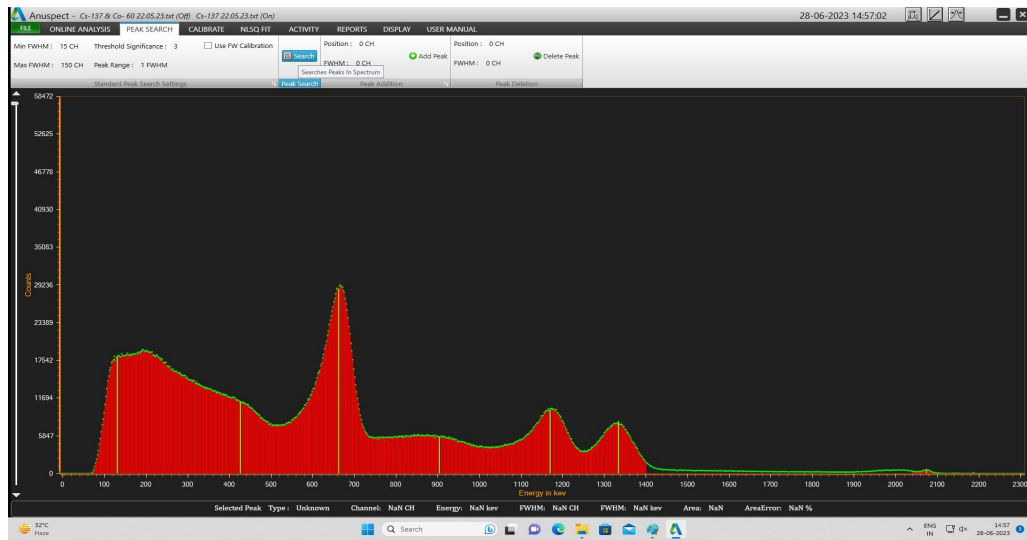 Anuspect - Cs-137 & Co- 60 22.05.23.txt (Off) Cs-137 22.05.23.txt (On) 28-06-2023 14:57:02
FILE ONLINE ANALYSIS PEAK SEARCH CALIBRATE NLSQ FIT ACTIVITY REPORTS DISPLAY USER MANUAL
Min FWHM : 15 CH Threshold Significance : 3 Use FW Calibration Search Position : 0 CH Add Peak Position : 0 CH Delete Peak
Max FWHM : 150 CH Peak Range : 1 FWHM FWHM : 0 CH FWHM : 0 CH
Searches Peaks In Spectrum
Standard Peak Search Settings Peak Search Peak Addition Peak Deletion
58472
52625
46778
40930
35083
29236
23389
17542
11694
5847
0
Counts
0 100 200 300 400 500 600 700 800 900 1000 1100 1200 1300 1400 1500 1600 1700 1800 1900 2000 2100 2200 2300
Energy in kev
Selected Peak Type : Unknown Channel: NaN CH Energy: NaN kev FWHM: NaN CH FWHM: NaN kev Area: NaN AreaError: NaN %
32°C
Haze
Search
ENG
IN
14:57
28-06-2023